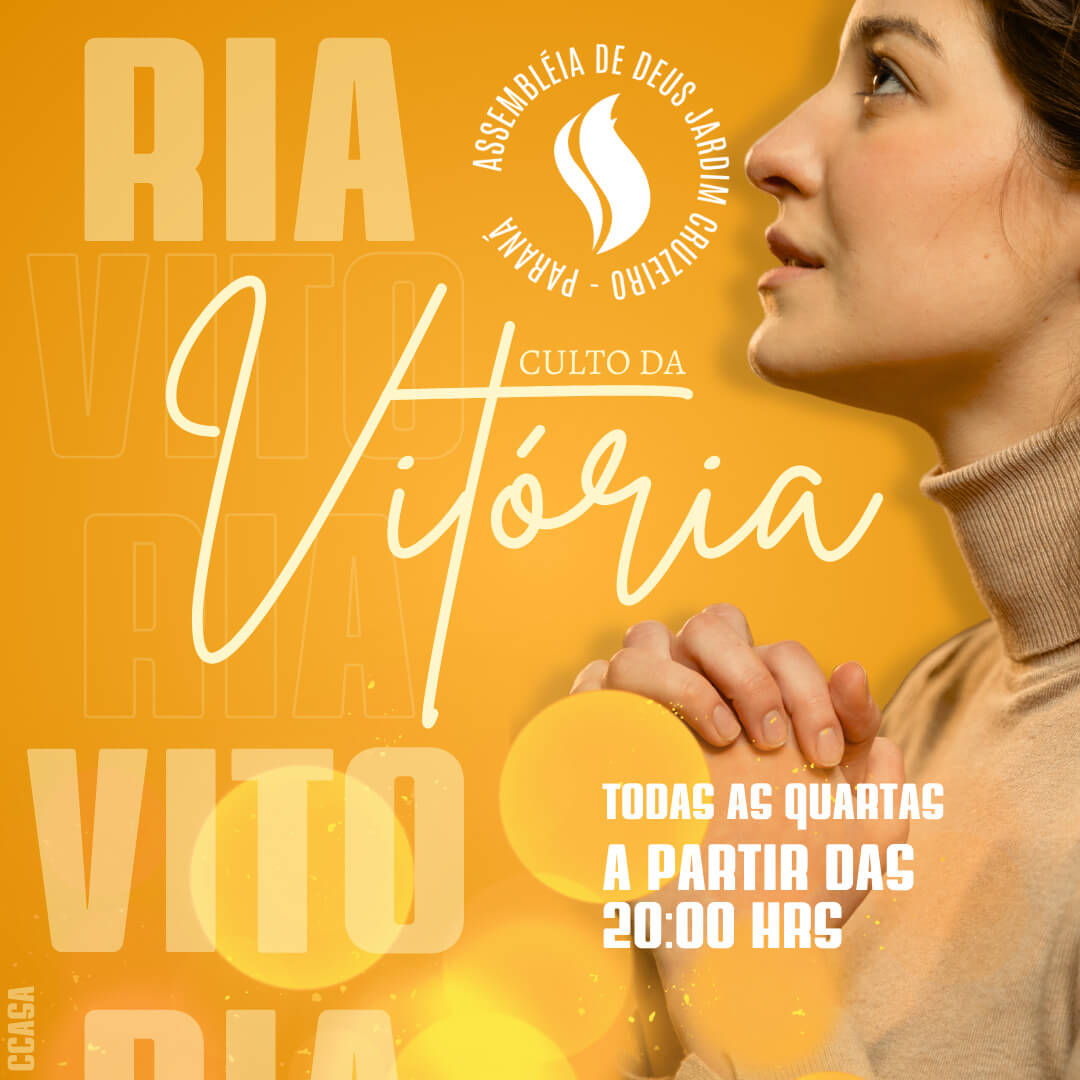 RIA
ASSEMBLÉIA DE DEUS JARDIM CRUZEIRO - PARANÁ
VITO
CULTO DA
Vitória
RIA
VITO
TODAS AS QUARTAS
A PARTIR DAS
20:00 HRS
RIA
CCASA